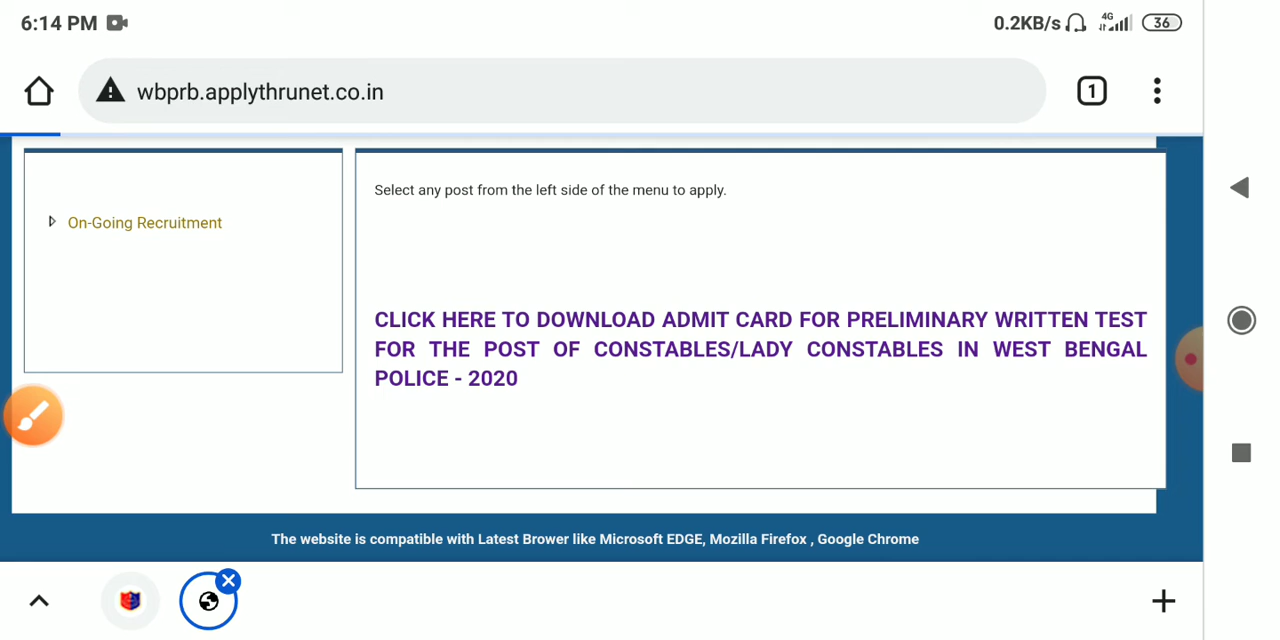 6:14 PM
0.2KB/s 4G 36
wbprb.applythrunet.co.in
1
On-Going Recruitment
Select any post from the left side of the menu to apply.
CLICK HERE TO DOWNLOAD ADMIT CARD FOR PRELIMINARY WRITTEN TEST
FOR THE POST OF CONSTABLES/LADY CONSTABLES IN WEST BENGAL
POLICE - 2020
The website is compatible with Latest Brower like Microsoft EDGE, Mozilla Firefox , Google Chrome